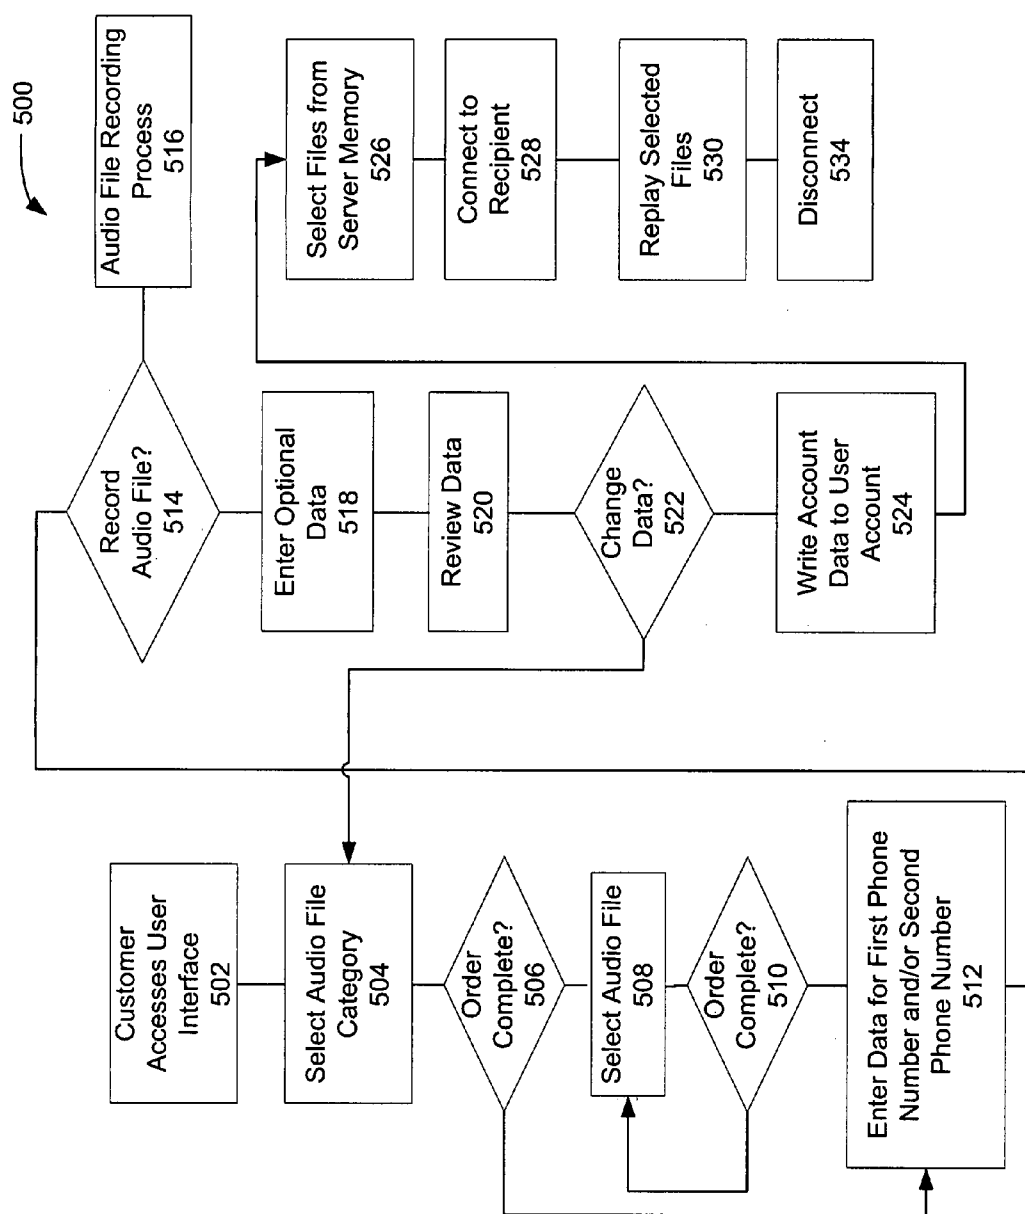 500
Customer
Accesses User
Interface
502
Select Audio File
Category
504
Order
Complete?
506
Select Audio File
508
Order
Complete?
510
Enter Data for First Phone
Number and/or Second
Phone Number
512
Record
Audio File?
514
Audio File Recording
Process
516
Enter Optional
Data
518
Review Data
520
Change
Data?
522
Write Account
Data to User
Account
524
Select Files from
Server Memory
526
Connect to
Recipient
528
Replay Selected
Files
530
Disconnect
534